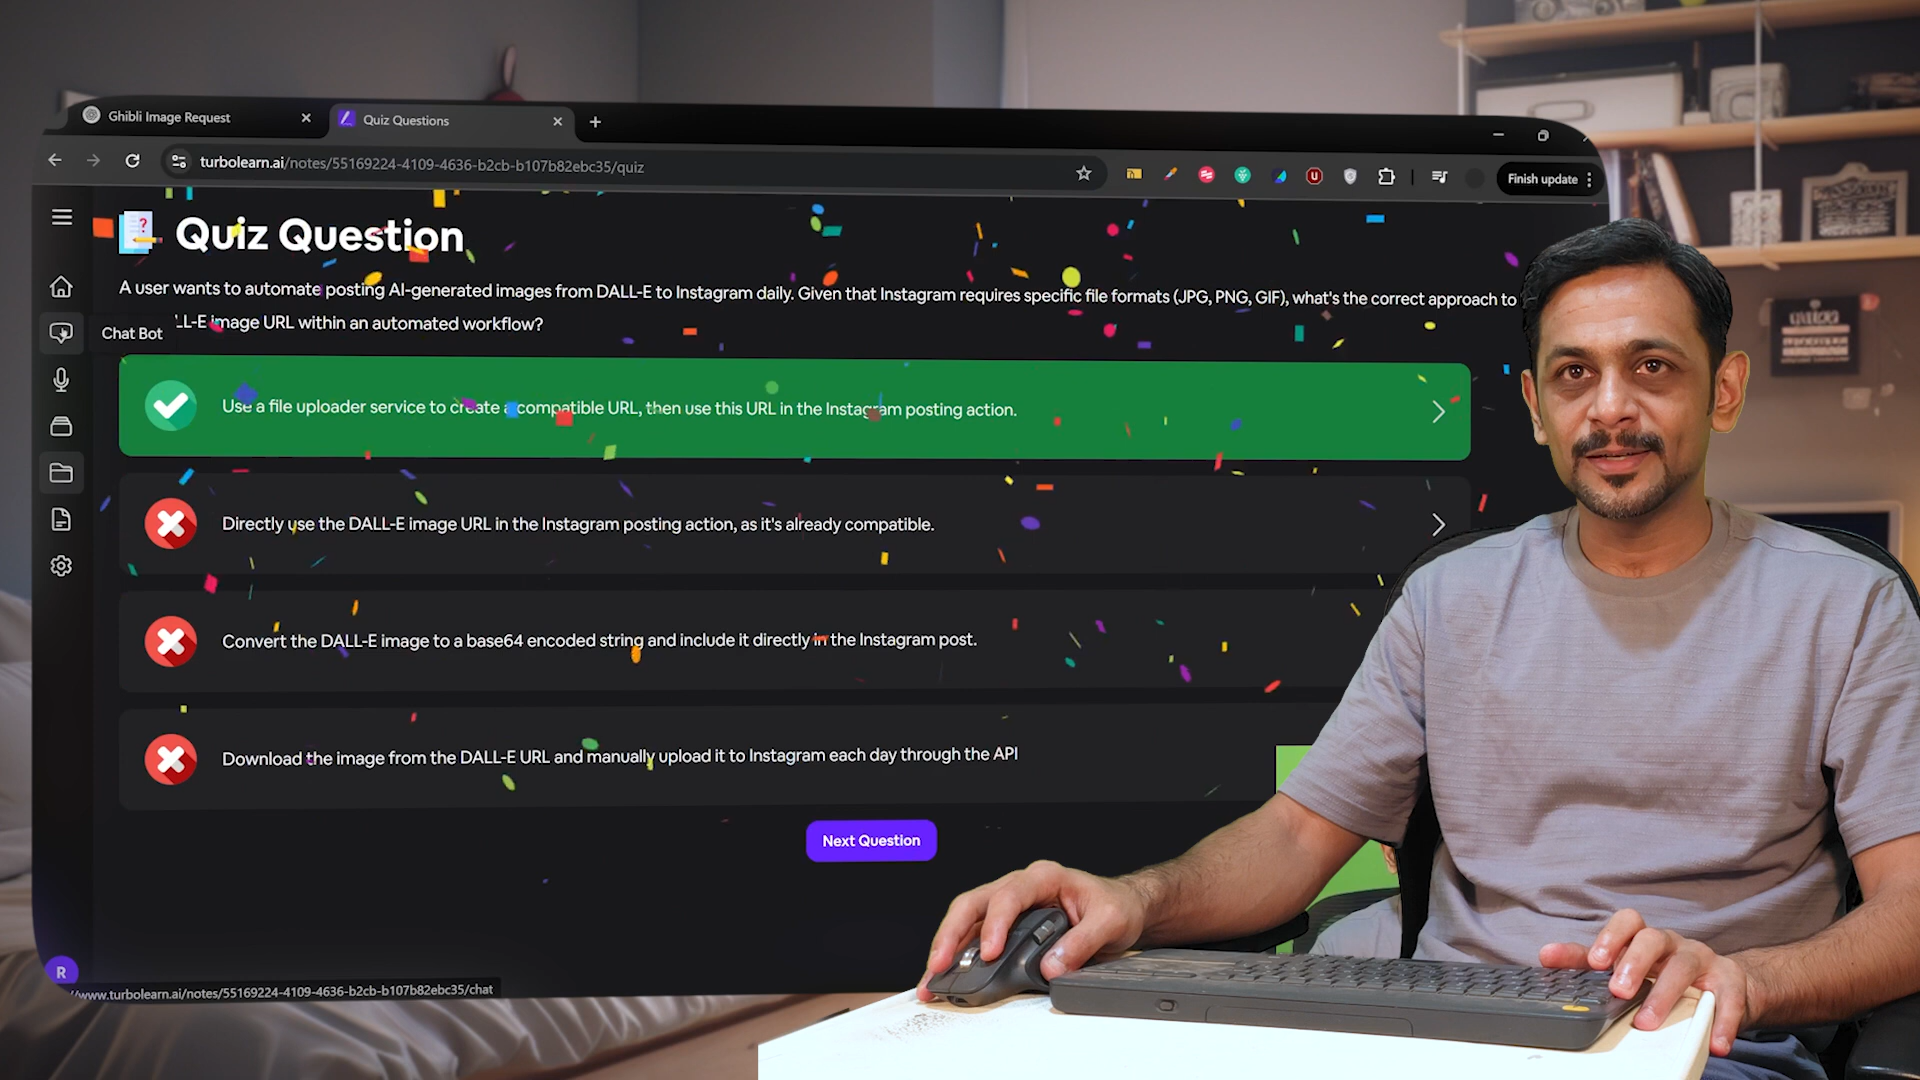 Ghibli Image Request
Quiz Questions
turbolearn.ai/notes/55169224-4109-4636-b2cb-b107b82ebc35/quiz
Finish update
Quiz Question
A user wants to automate posting AI-generated images from DALL-E to Instagram daily. Given that Instagram requires specific file formats (JPG, PNG, GIF), what's the correct approach to
LL-E image URL within an automated workflow?
Chat Bot
Use a file uploader service to create a compatible URL, then use this URL in the Instagram posting action.
Directly use the DALL-E image URL in the Instagram posting action, as it's already compatible.
Convert the DALL-E image to a base64 encoded string and include it directly in the Instagram post.
Download the image from the DALL-E URL and manually upload it to Instagram each day through the API
Next Question
R
//www.turbolearn.ai/notes/55169224-4109-4636-b2cb-b107b82ebc35/chat